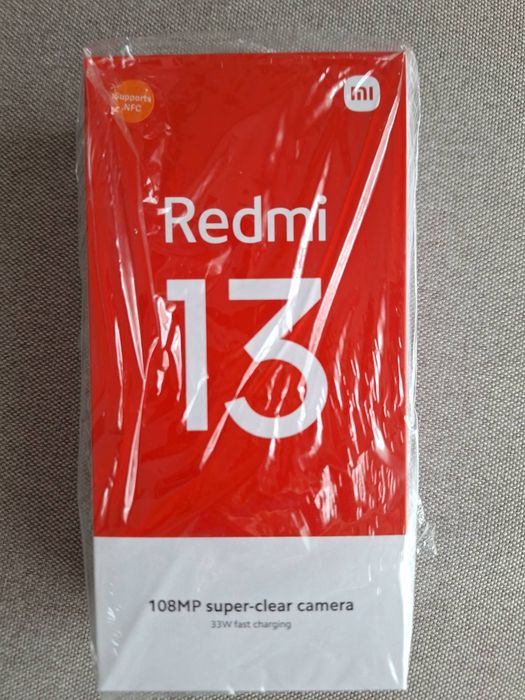 Supports
NFC
mi
Redmi
13
108MP super-clear camera
33W fast charging